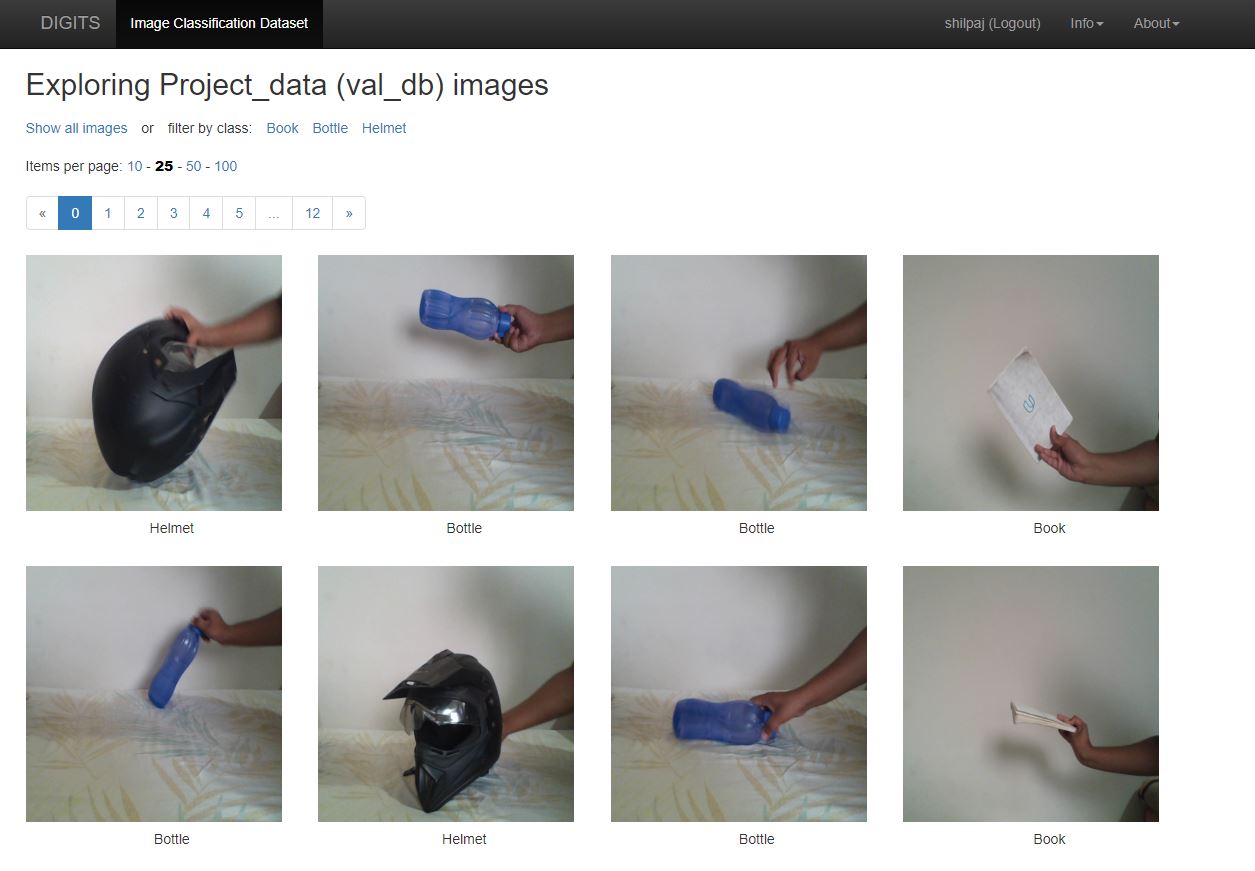 DIGITS Image Classification Dataset shilpaj (Logout) Info About
Exploring Project_data (val_db) images
Show all images or filter by class: Book Bottle Helmet
Items per page: 10 - 25 - 50 - 100
« 0 1 2 3 4 5 ... 12 »
Helmet Bottle Bottle Book
Bottle Helmet Bottle Book